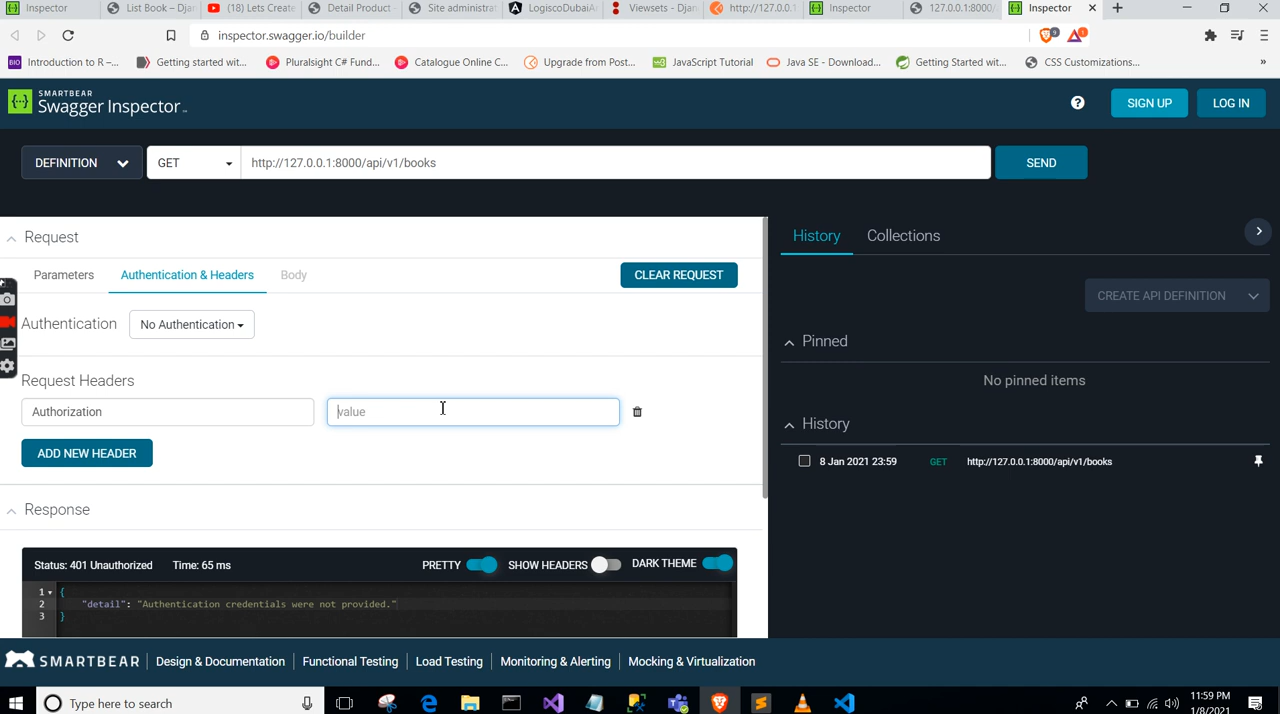 Inspector
List Book – Djan
(18) Lets Create
Detail Product -
Site administrat
LogiscoDubaiA
Viewsets – Djan
http://127.0.0.1
Inspector
127.0.0.1:8000/
Inspector
inspector.swagger.io/builder
9
1
BIO Introduction to R –...
Getting started wit...
Pluralsight C# Fund...
Catalogue Online C...
Upgrade from Post...
JavaScript Tutorial
Java SE - Download...
Getting Started wit...
CSS Customizations...
»
SMARTBEAR
Swagger Inspector
SIGN UP
LOG IN
DEFINITION
GET
http://127.0.0.1:8000/api/v1/books
SEND
Request
Parameters
Authentication & Headers
Body
CLEAR REQUEST
Authentication
No Authentication
Request Headers
Authorization
value
ADD NEW HEADER
Response
Status: 401 Unauthorized
Time: 65 ms
PRETTY
SHOW HEADERS
DARK THEME
1 {
2 "detail": "Authentication credentials were not provided."
3 }
History
Collections
CREATE API DEFINITION
Pinned
No pinned items
History
8 Jan 2021 23:59
GET
http://127.0.0.1:8000/api/v1/books
SMARTBEAR
Design & Documentation
Functional Testing
Load Testing
Monitoring & Alerting
Mocking & Virtualization
Type here to search
11:59 PM
1/8/2021